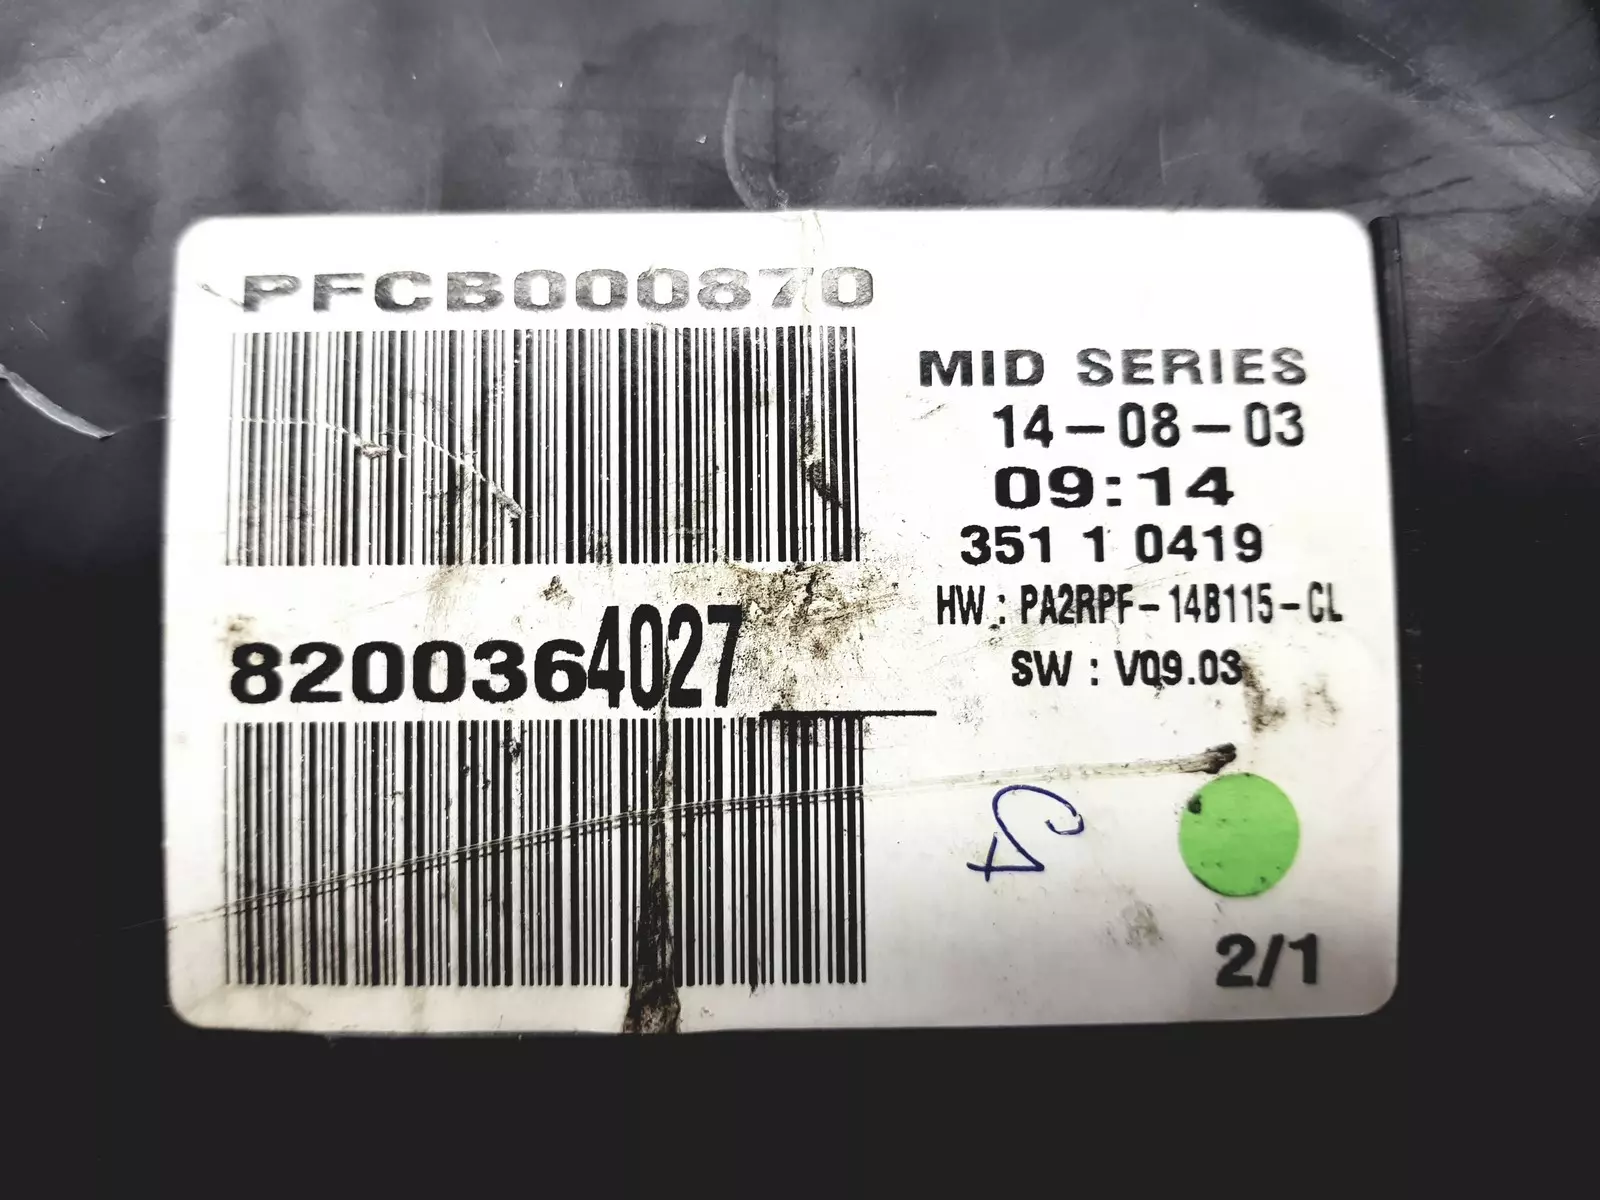 PFCB000870
MID SERIES
14-08-03
09:14
351 1 0419
HW: PA2RPF-14B115-CL
8200364027
SW : V09.03
2/1